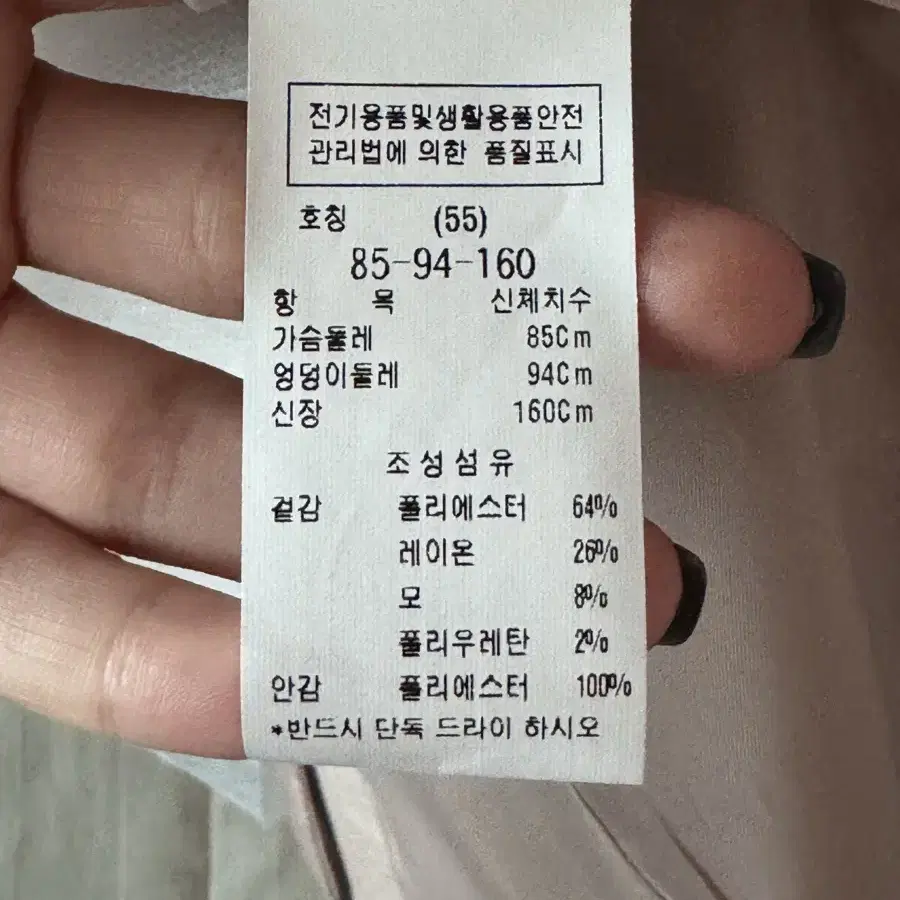 전기용품및생활용품안전
관리법에 의한 품질표시
호칭 (55)
85-94-160
항 목 신체치수
가슴둘레 85Cm
엉덩이둘레 94Cm
신장 160Cm
조성섬유
겉감 폴리에스터 64%
레이온 26%
모 8%
폴리우레탄 2%
안감 폴리에스터 100%
*반드시 단독 드라이 하시오